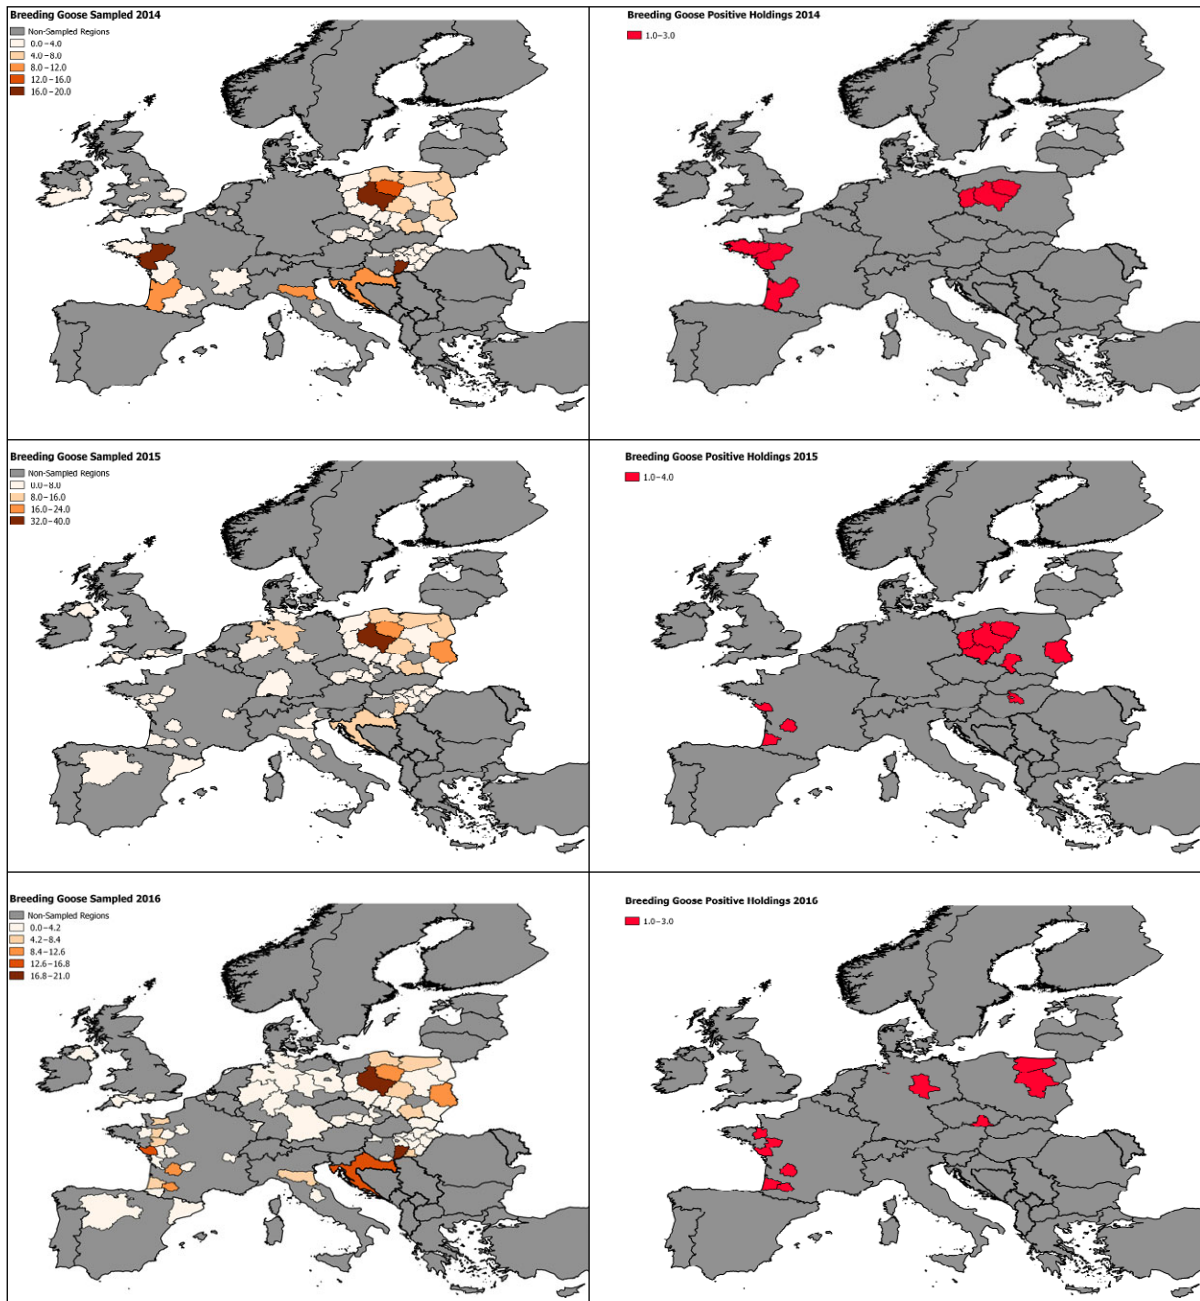 Breeding Goose Sampled 2014
Non-Sampled Regions
0.0–4.0
4.0–8.0
8.0–12.0
12.0–16.0
16.0–20.0
Breeding Goose Positive Holdings 2014
1.0–3.0
Breeding Goose Sampled 2015
Non-Sampled Regions
0.0–8.0
8.0–16.0
16.0–24.0
32.0–40.0
Breeding Goose Positive Holdings 2015
1.0–4.0
Breeding Goose Sampled 2016
Non-Sampled Regions
0.0–4.2
4.2–8.4
8.4–12.6
12.6–16.8
16.8–21.0
Breeding Goose Positive Holdings 2016
1.0–3.0